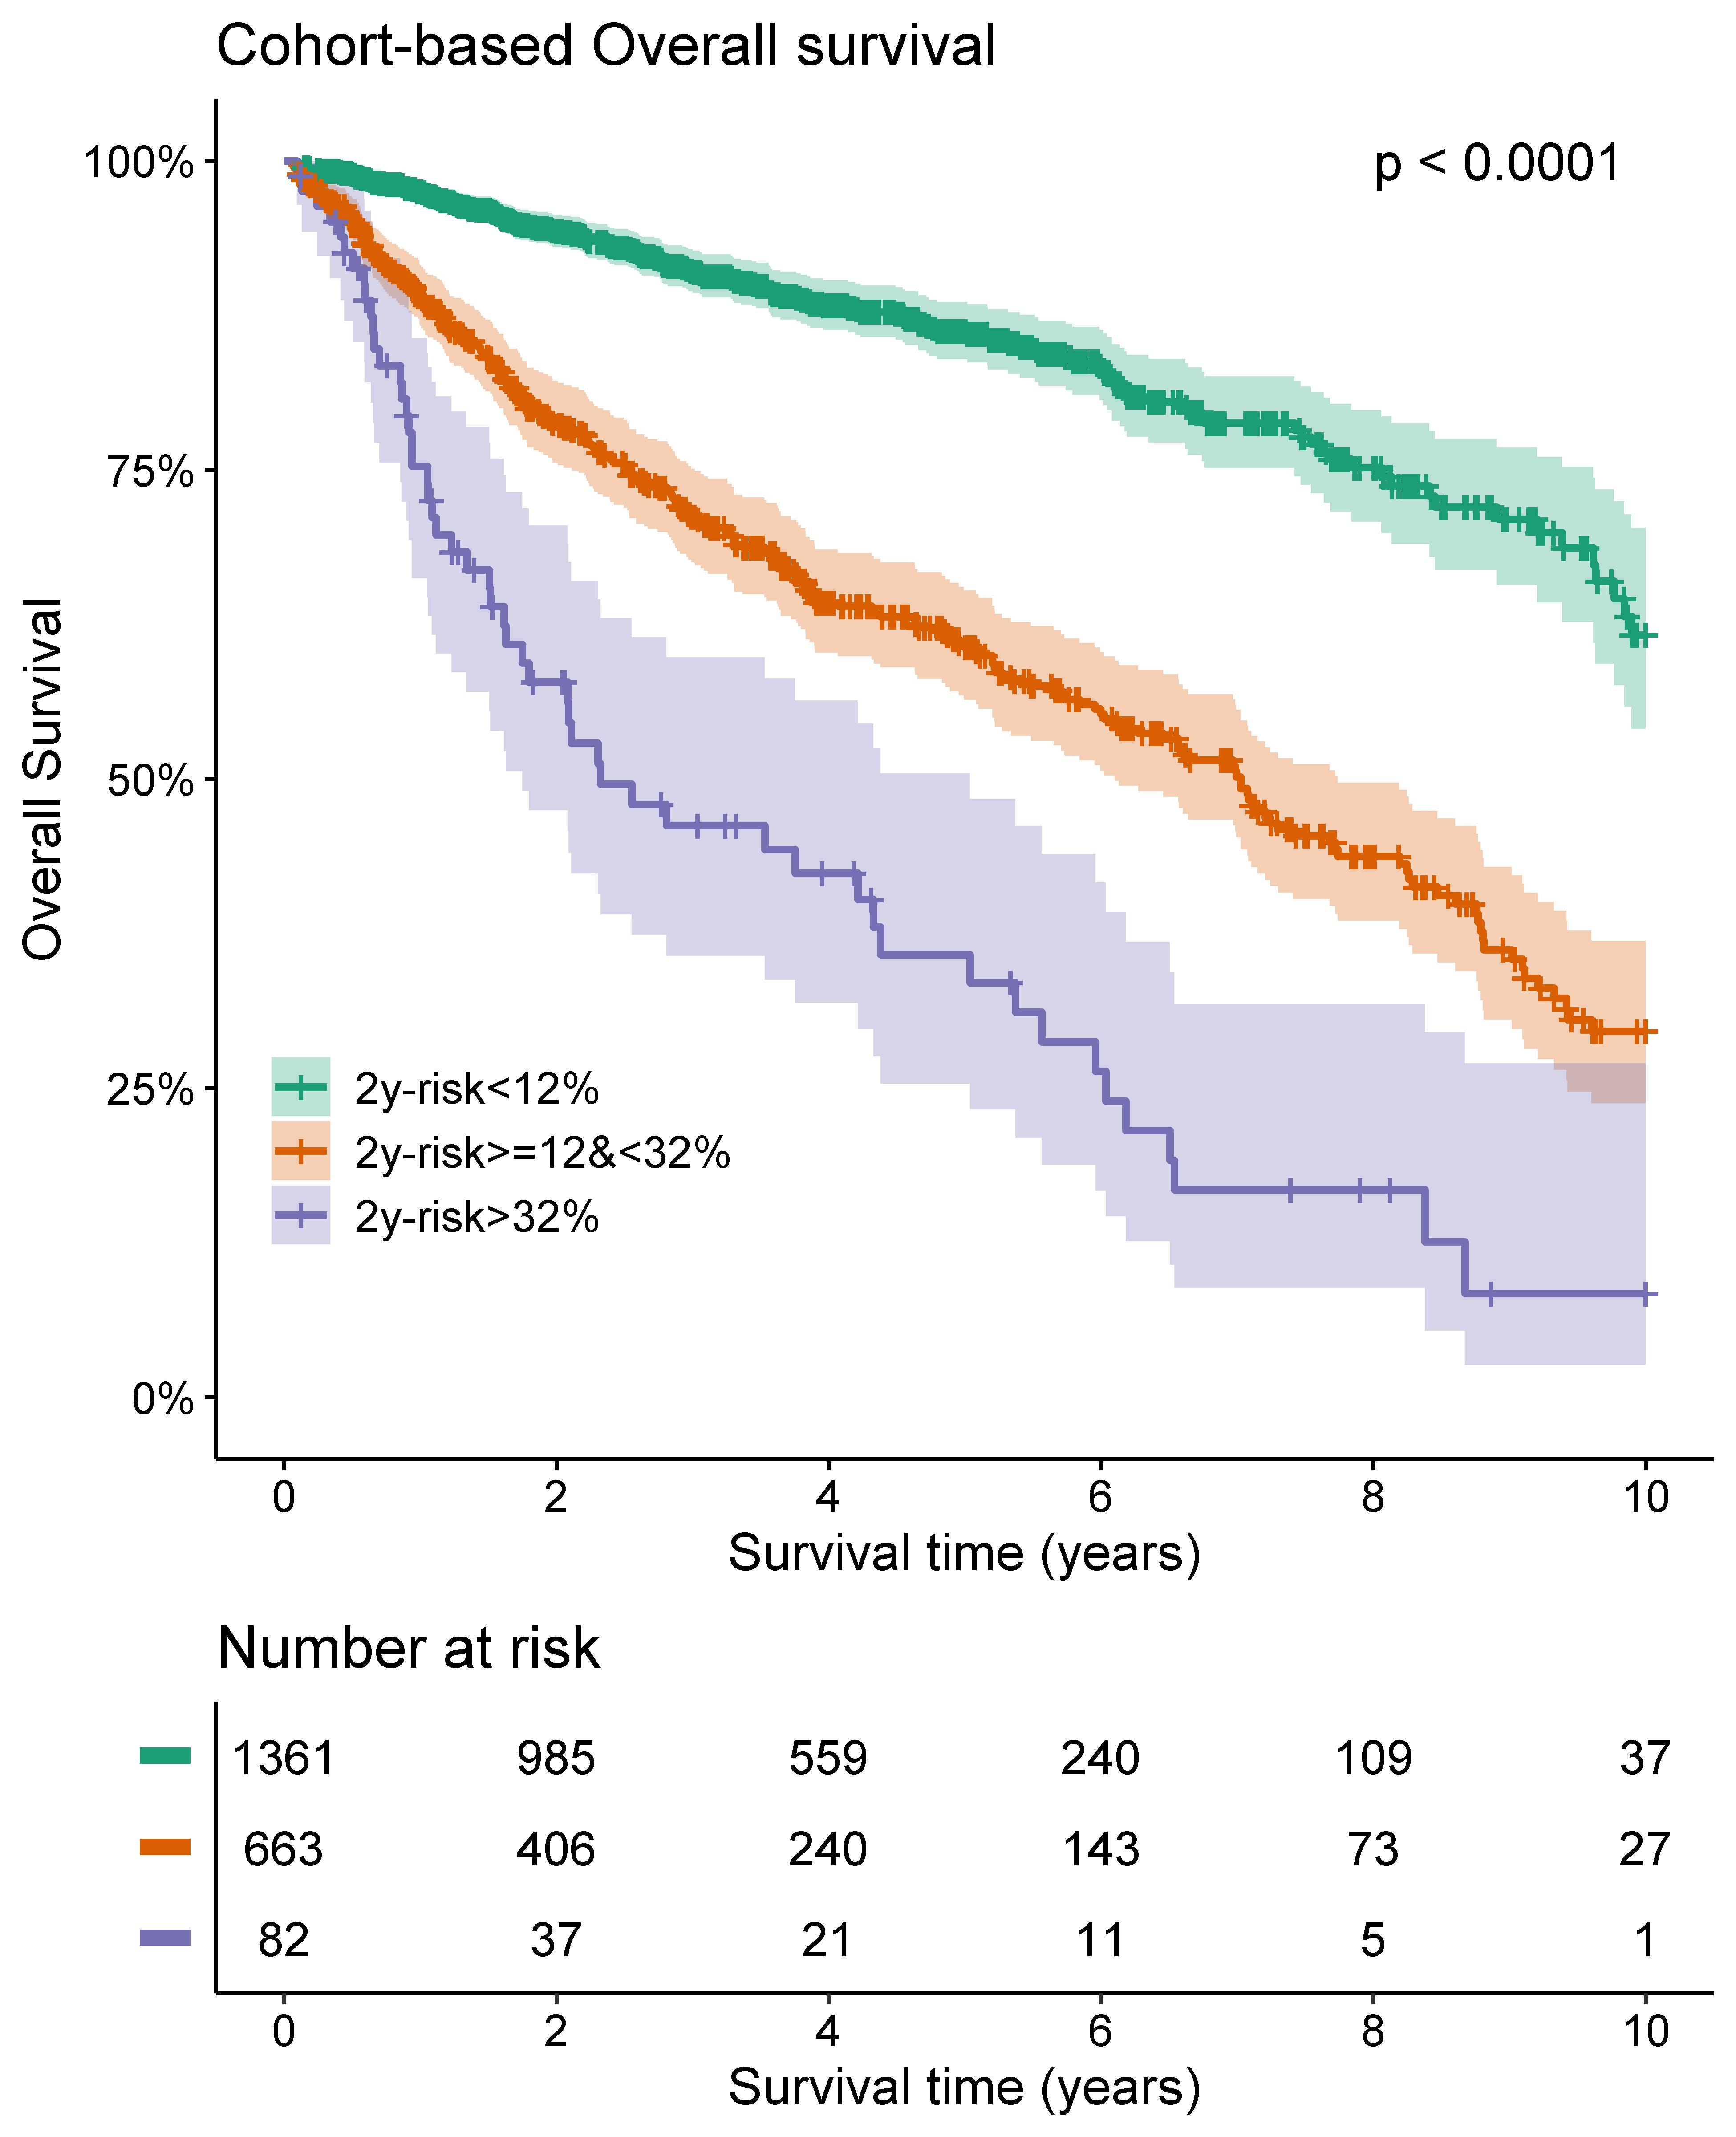 Cohort-based Overall survival
p < 0.0001
100%
75%
50%
25%
0%
Overall Survival
2y-risk<12%
2y-risk>=12&<32%
2y-risk>32%
0 2 4 6 8 10
Survival time (years)
Number at risk
1361 985 559 240 109 37
663 406 240 143 73 27
82 37 21 11 5 1
0 2 4 6 8 10
Survival time (years)